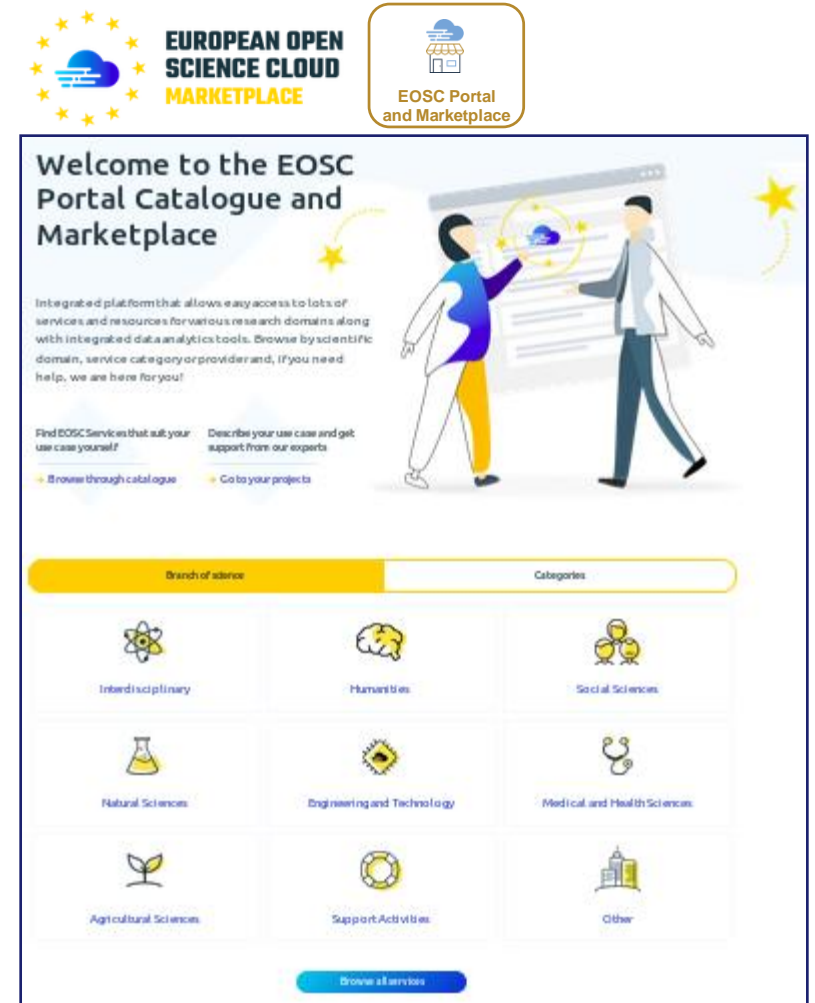 EUROPEAN OPEN
SCIENCE CLOUD
MARKETPLACE
EOSC Portal
and Marketplace
Welcome to the EOSC
Portal Catalogue and
Marketplace
Integrated platform that allows easy access to lots of
services and resources for various research domains along
with integrated data analytics tools. Browse by scientific
domain, service category or provider and, if you need
help, we are here for you!
Find EOSC Services that suit your
use case yourself
Describe your use case and get
support from our experts
→ Browse through catalogue
→ Go to your projects
Branch of science
Categories
Interdisciplinary
Humanities
Social Sciences
Natural Sciences
Engineering and Technology
Medical and Health Sciences
Agricultural Sciences
Support Activities
Other
Browse all services